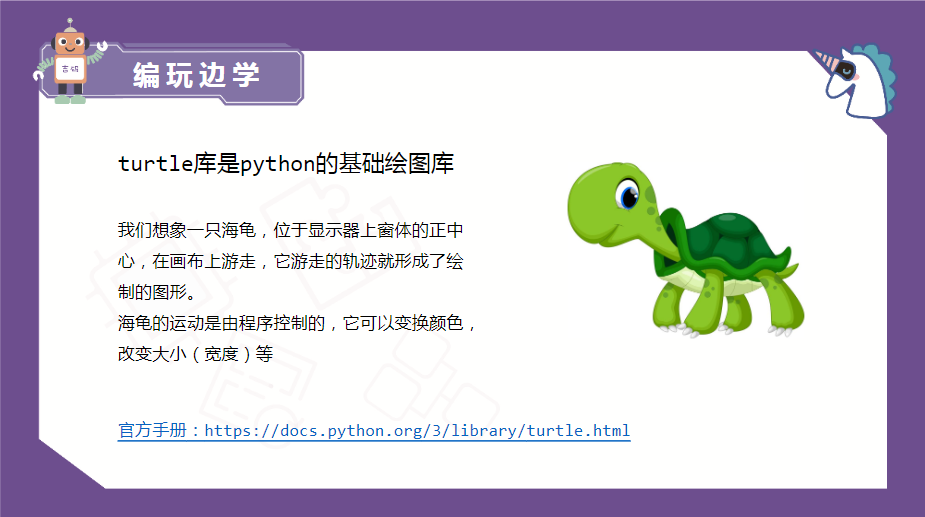 编玩边学
turtle库是python的基础绘图库
我们想象一只海龟，位于显示器上窗体的正中
心，在画布上游走，它游走的轨迹就形成了绘
制的图形。
海龟的运动是由程序控制的，它可以变换颜色，
改变大小（宽度）等
官方手册：https://docs.python.org/3/library/turtle.html